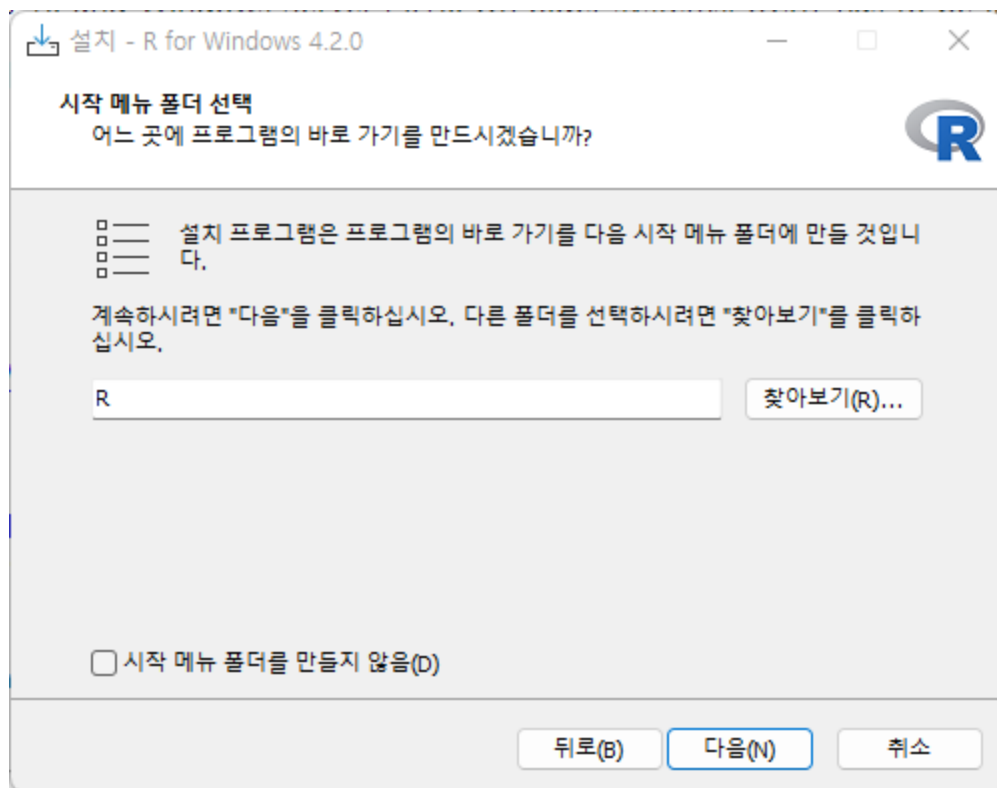 설치 - R for Windows 4.2.0
시작 메뉴 폴더 선택
어느 곳에 프로그램의 바로 가기를 만드시겠습니까?
R
설치 프로그램은 프로그램의 바로 가기를 다음 시작 메뉴 폴더에 만들 것입니
다.
계속하시려면 "다음"을 클릭하십시오. 다른 폴더를 선택하시려면 "찾아보기"를 클릭하
십시오.
R
찾아보기(R)...
시작 메뉴 폴더를 만들지 않음(D)
뒤로(B)
다음(N)
취소